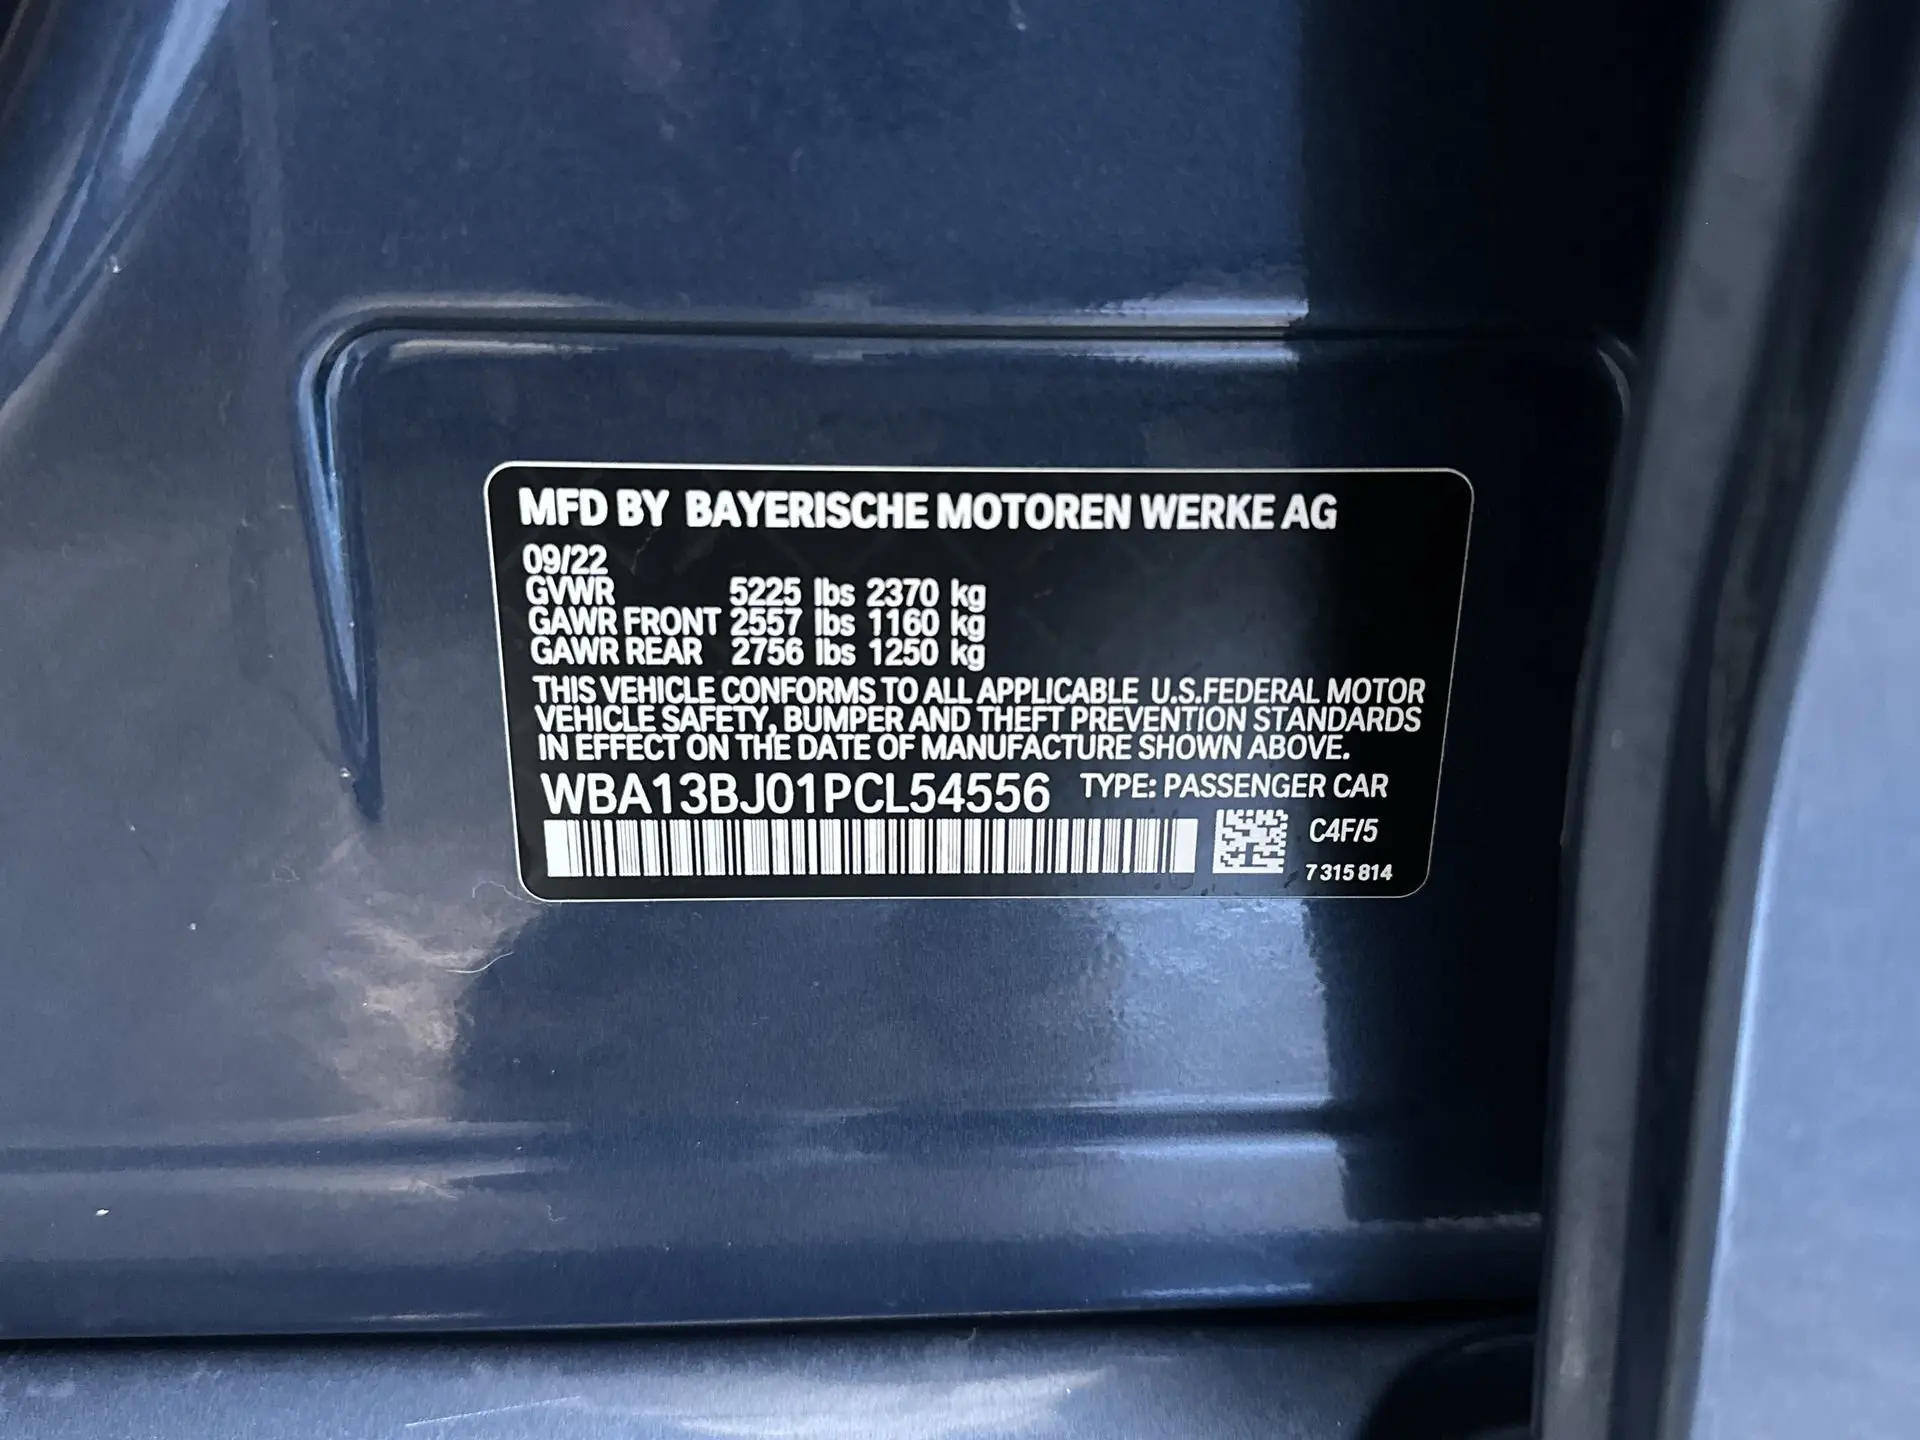 MFD BY BAYERISCHE MOTOREN WERKE AG
09/22
GVWR 5225 lbs 2370 kg
GAWR FRONT 2557 lbs 1160 kg
GAWR REAR 2756 lbs 1250 kg
THIS VEHICLE CONFORMS TO ALL APPLICABLE U.S.FEDERAL MOTOR
VEHICLE SAFETY, BUMPER AND THEFT PREVENTION STANDARDS
IN EFFECT ON THE DATE OF MANUFACTURE SHOWN ABOVE.
WBA13BJ01PCL54556 TYPE: PASSENGER CAR
C4F/5
7 315 814